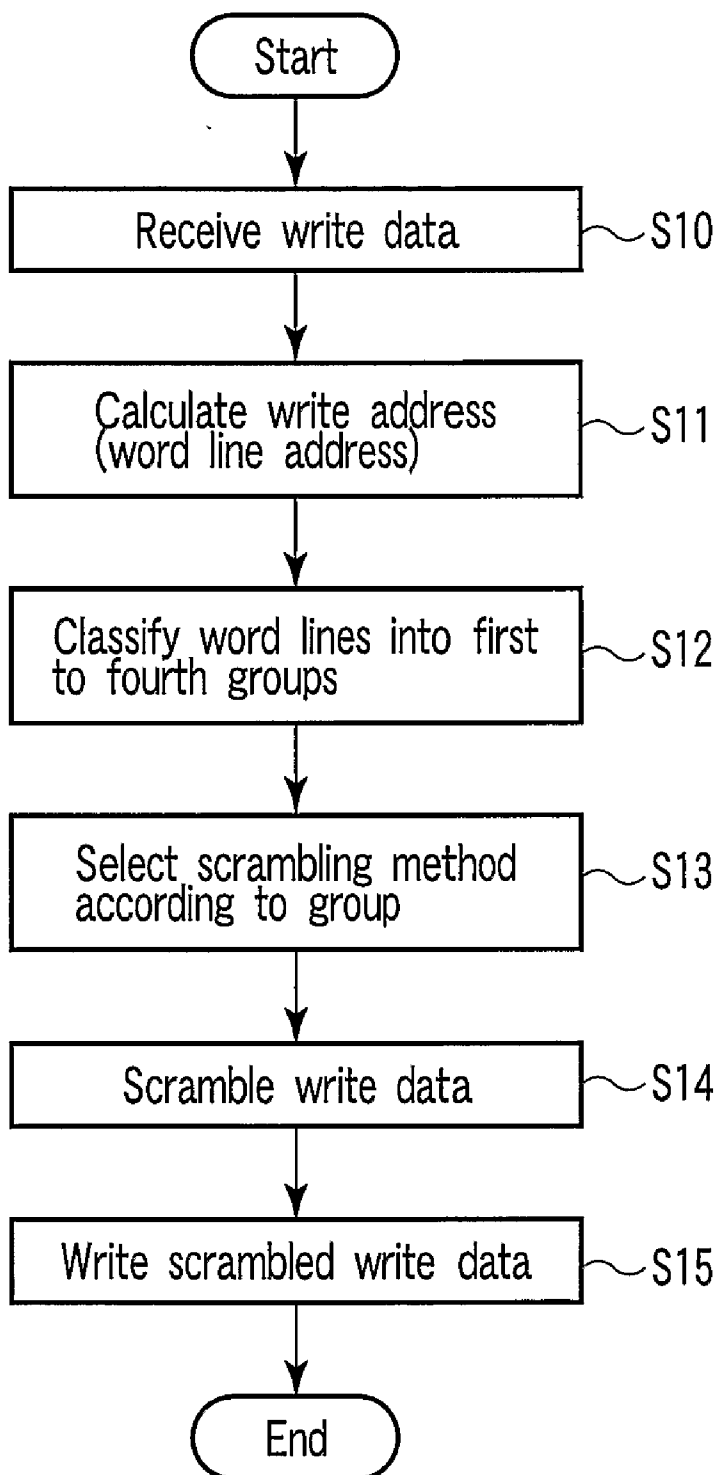 Start
Receive write data
S10
Calculate write address
(word line address)
S11
Classify word lines into first
to fourth groups
S12
Select scrambling method
according to group
S13
Scramble write data
S14
Write scrambled write data
S15
End